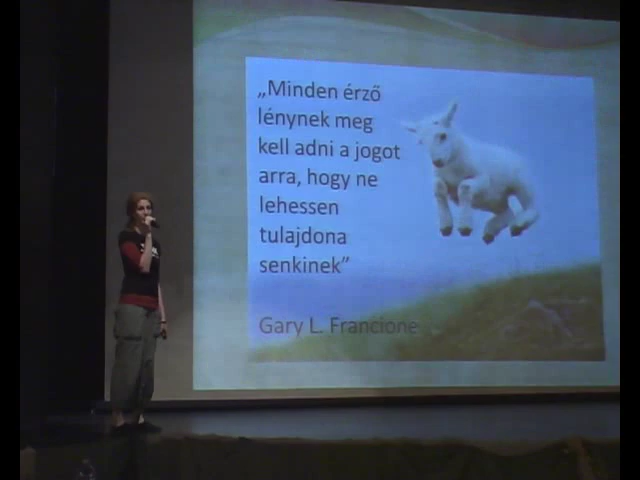 „Minden érző
lénynek meg
kell adni a jogot
arra, hogy ne
lehessen
tulajdona
senkinek”
Gary L. Francione